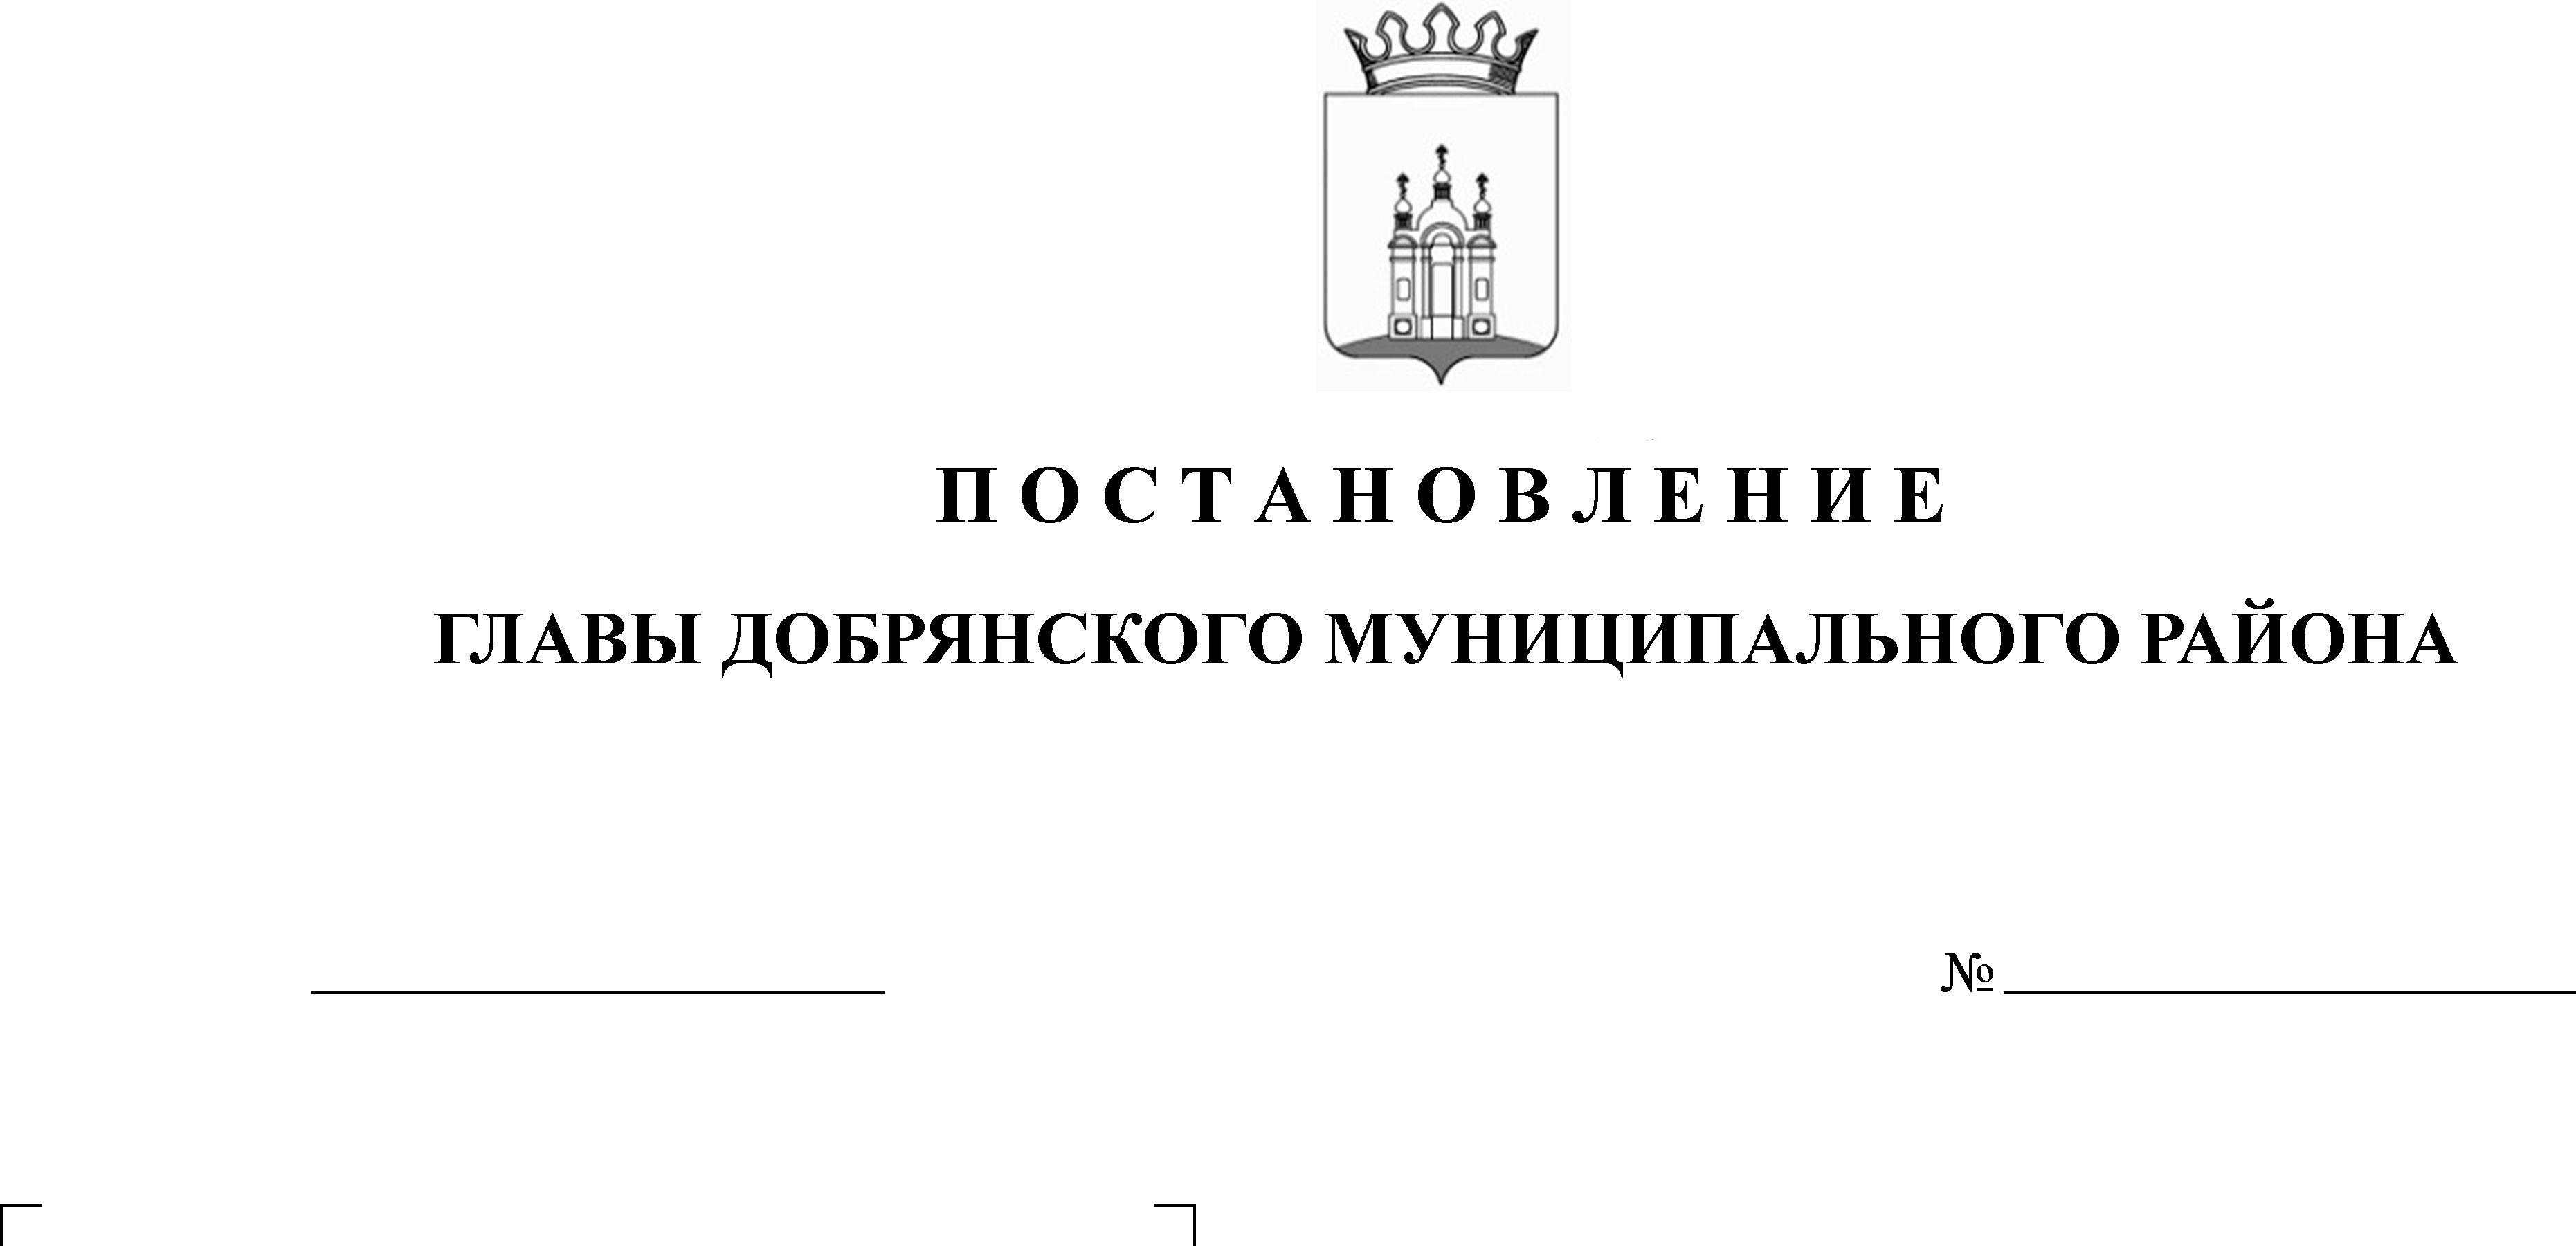 П О С Т А Н О В Л Е Н И Е
ГЛАВЫ ДОБРЯНСКОГО МУНИЦИПАЛЬНОГО РАЙОНА
№